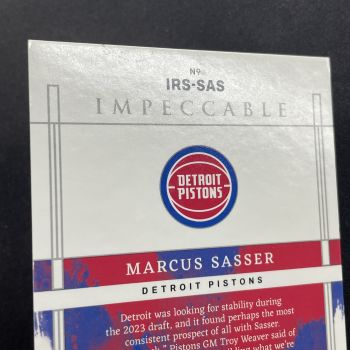 Nº
IRS-SAS
IMPECCABLE
DETROIT
PISTONS
MARCUS SASSER
DETROIT PISTONS
Detroit was looking for stability during
the 2023 draft, and it found perhaps the most
consistent prospect of all with Sasser.
Pistons GM Troy Weaver said of
what we're